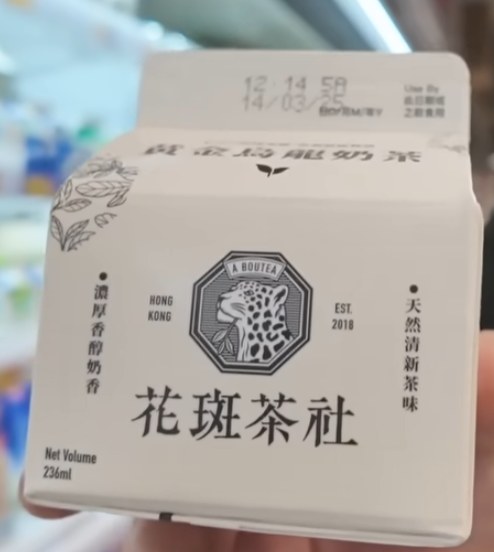 12 14 5A
14/03/25
Use By
此日期或
之前食用
黃金烏龍奶茶
A BOUTEA
HONG
KONG
EST.
2018
濃厚香醇奶香
天然清新茶味
花斑茶社
Net Volume
236ml